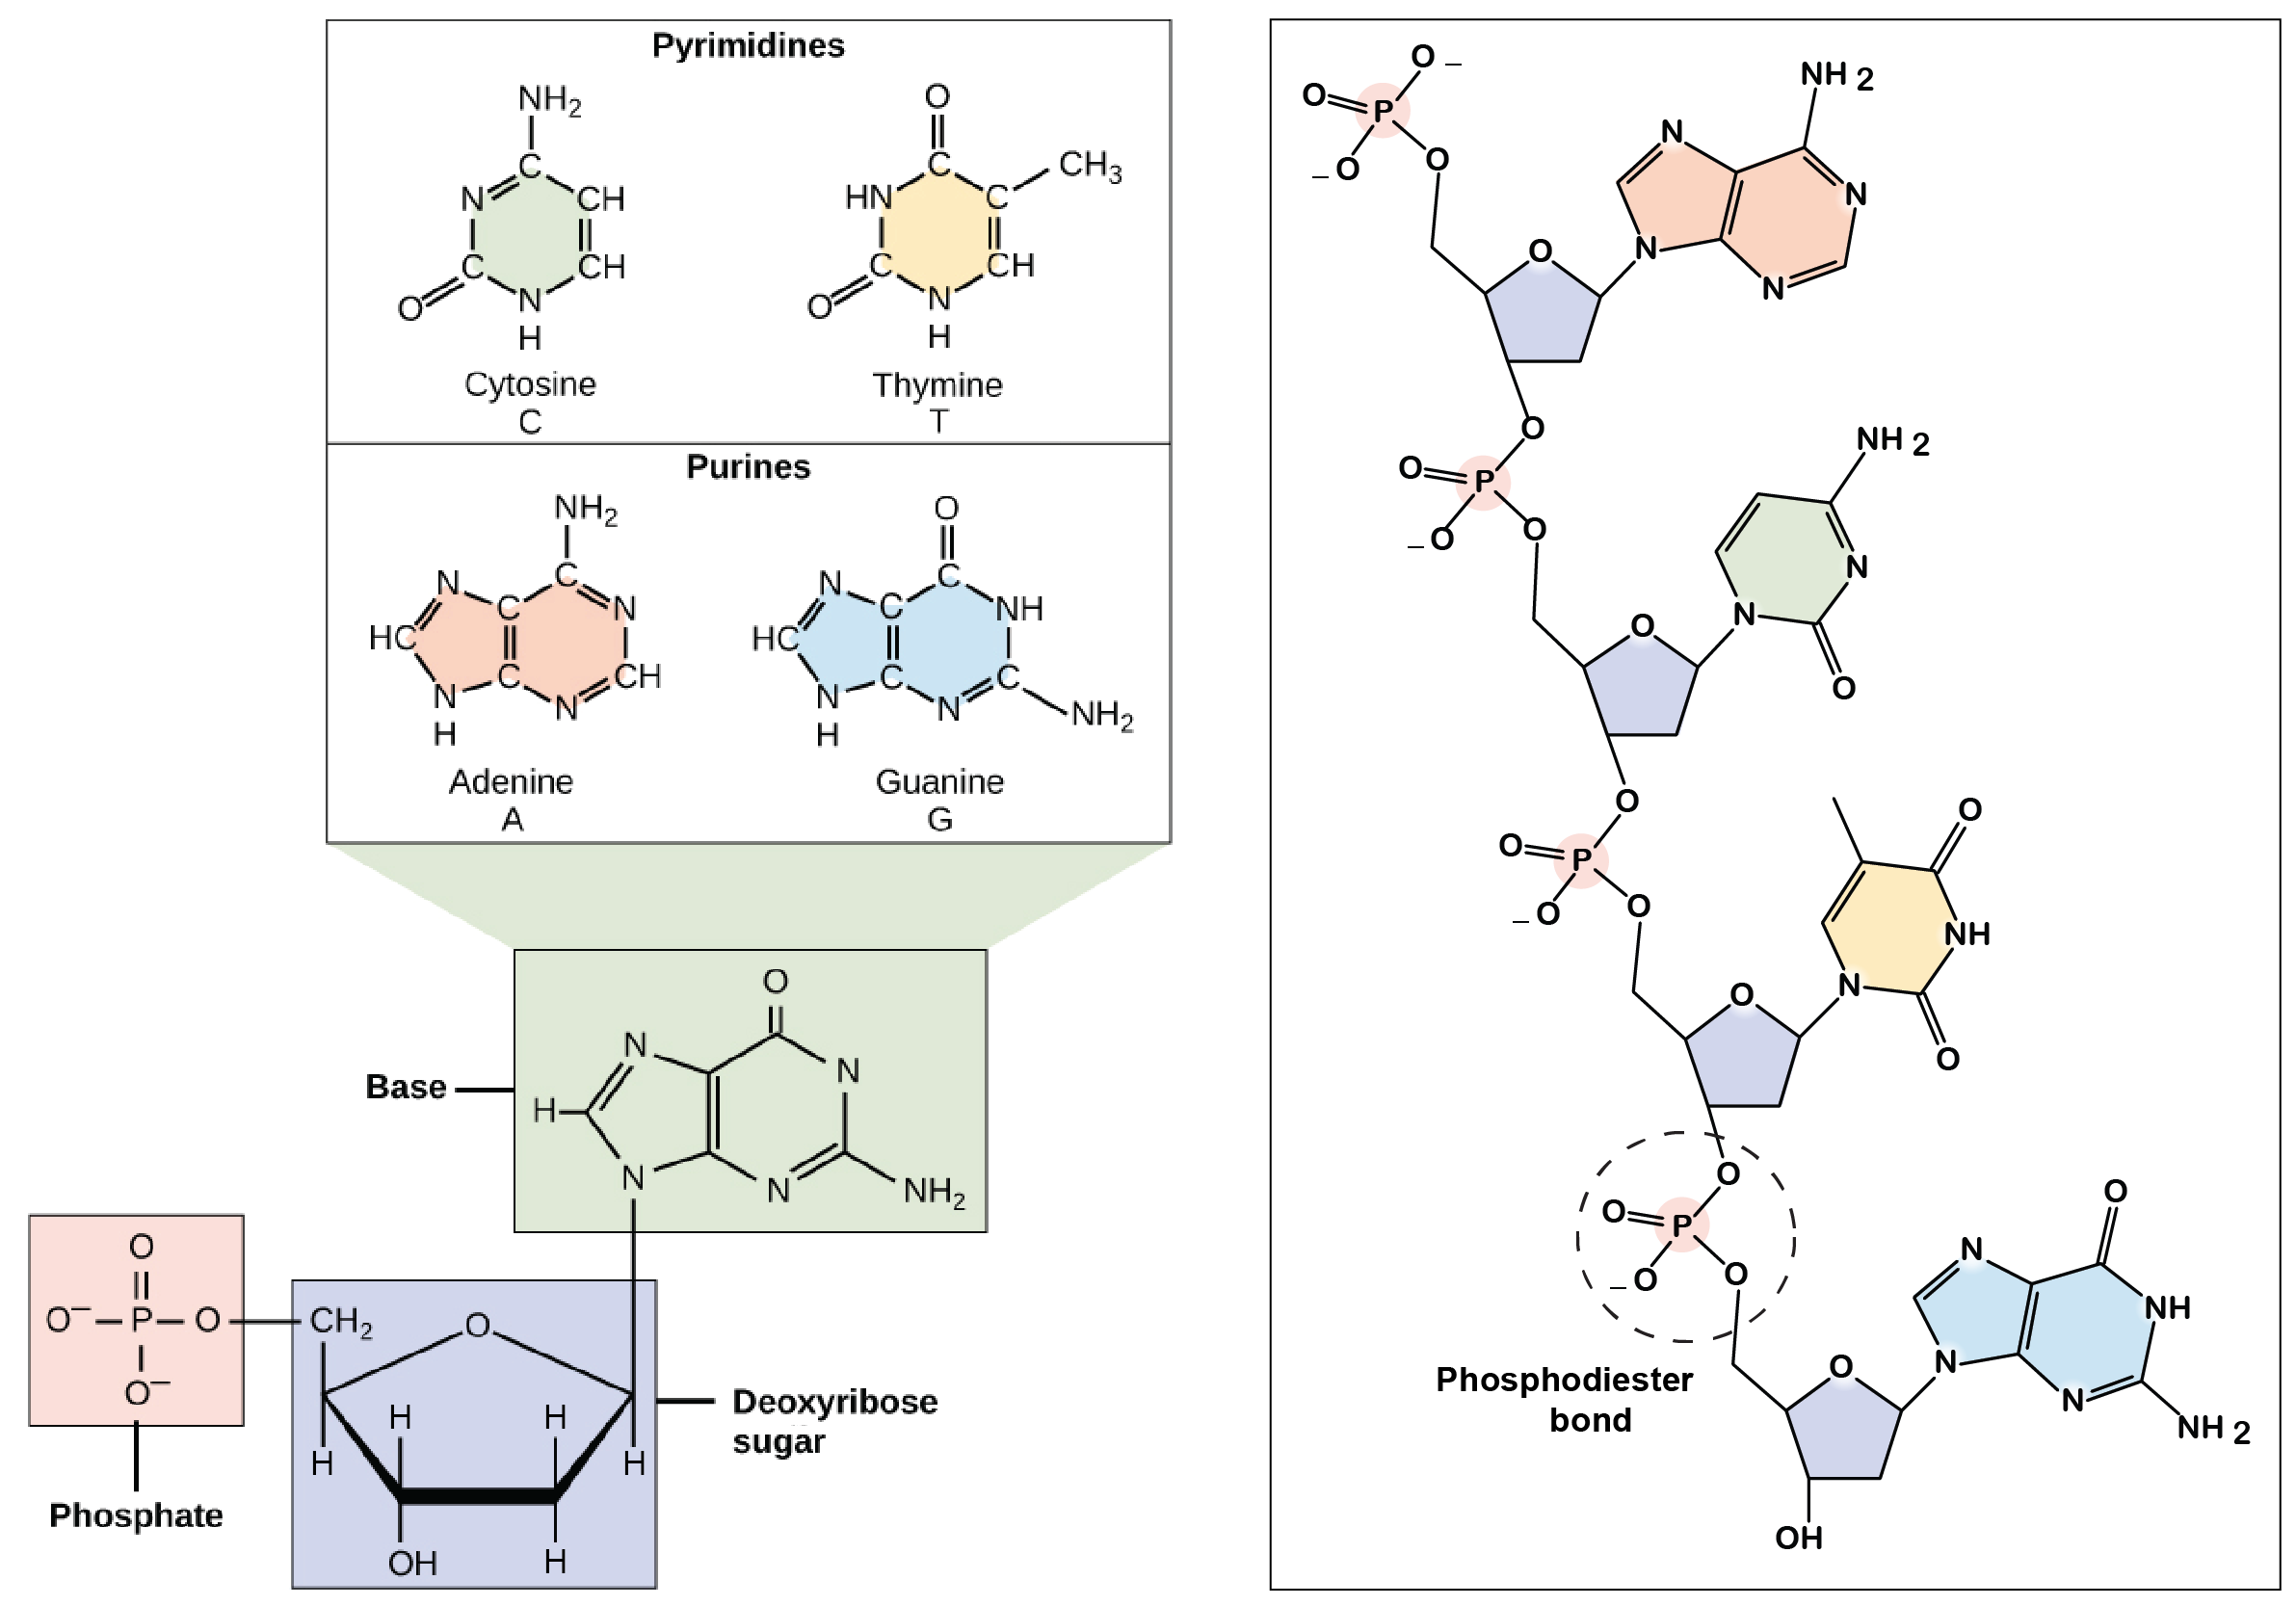 Pyrimidines
NH2
C
N
CH
C
CH
O
N
H
Cytosine
C
O
C
CH3
HN
C
C
CH
O
N
H
Thymine
T
Purines
NH2
C
N
C
N
HC
C
CH
N
N
H
Adenine
A
O
C
N
C
NH
HC
C
C
N
N
NH2
H
Guanine
G
O
N
N
Base
H
N
N
NH2
O
O– P O
O–
Phosphate
CH2
O
H
H
H
H
OH
H
Deoxyribose
sugar
O –
O
P
– O
O
NH 2
N
N
N
N
O
O
O
P
– O
O
NH 2
N
N
O
O
O
O
P
– O
O
O
NH
N
O
O
O
O
P
– O
O
Phosphodiester
bond
O
N
NH
N
N
NH 2
O
OH